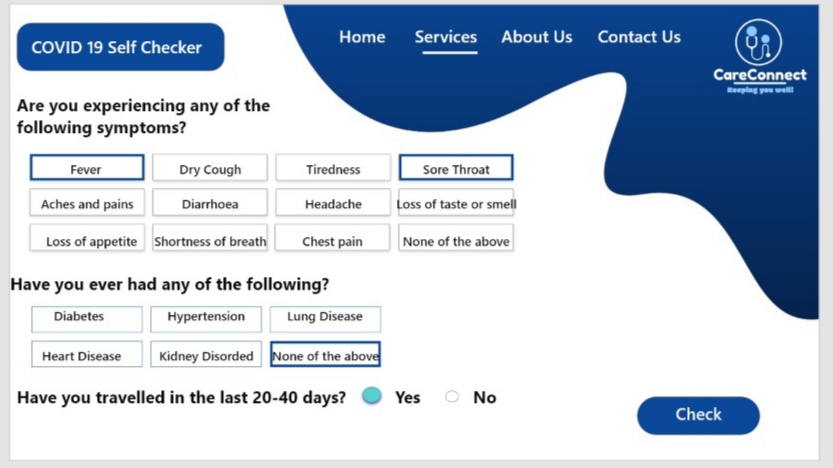 COVID 19 Self Checker
Home Services About Us Contact Us
CareConnect
Keeping you well!
Are you experiencing any of the
following symptoms?
Fever Dry Cough Tiredness Sore Throat
Aches and pains Diarrhoea Headache Loss of taste or smell
Loss of appetite Shortness of breath Chest pain None of the above
Have you ever had any of the following?
Diabetes Hypertension Lung Disease
Heart Disease Kidney Disorded None of the above
Have you travelled in the last 20-40 days? Yes No
Check